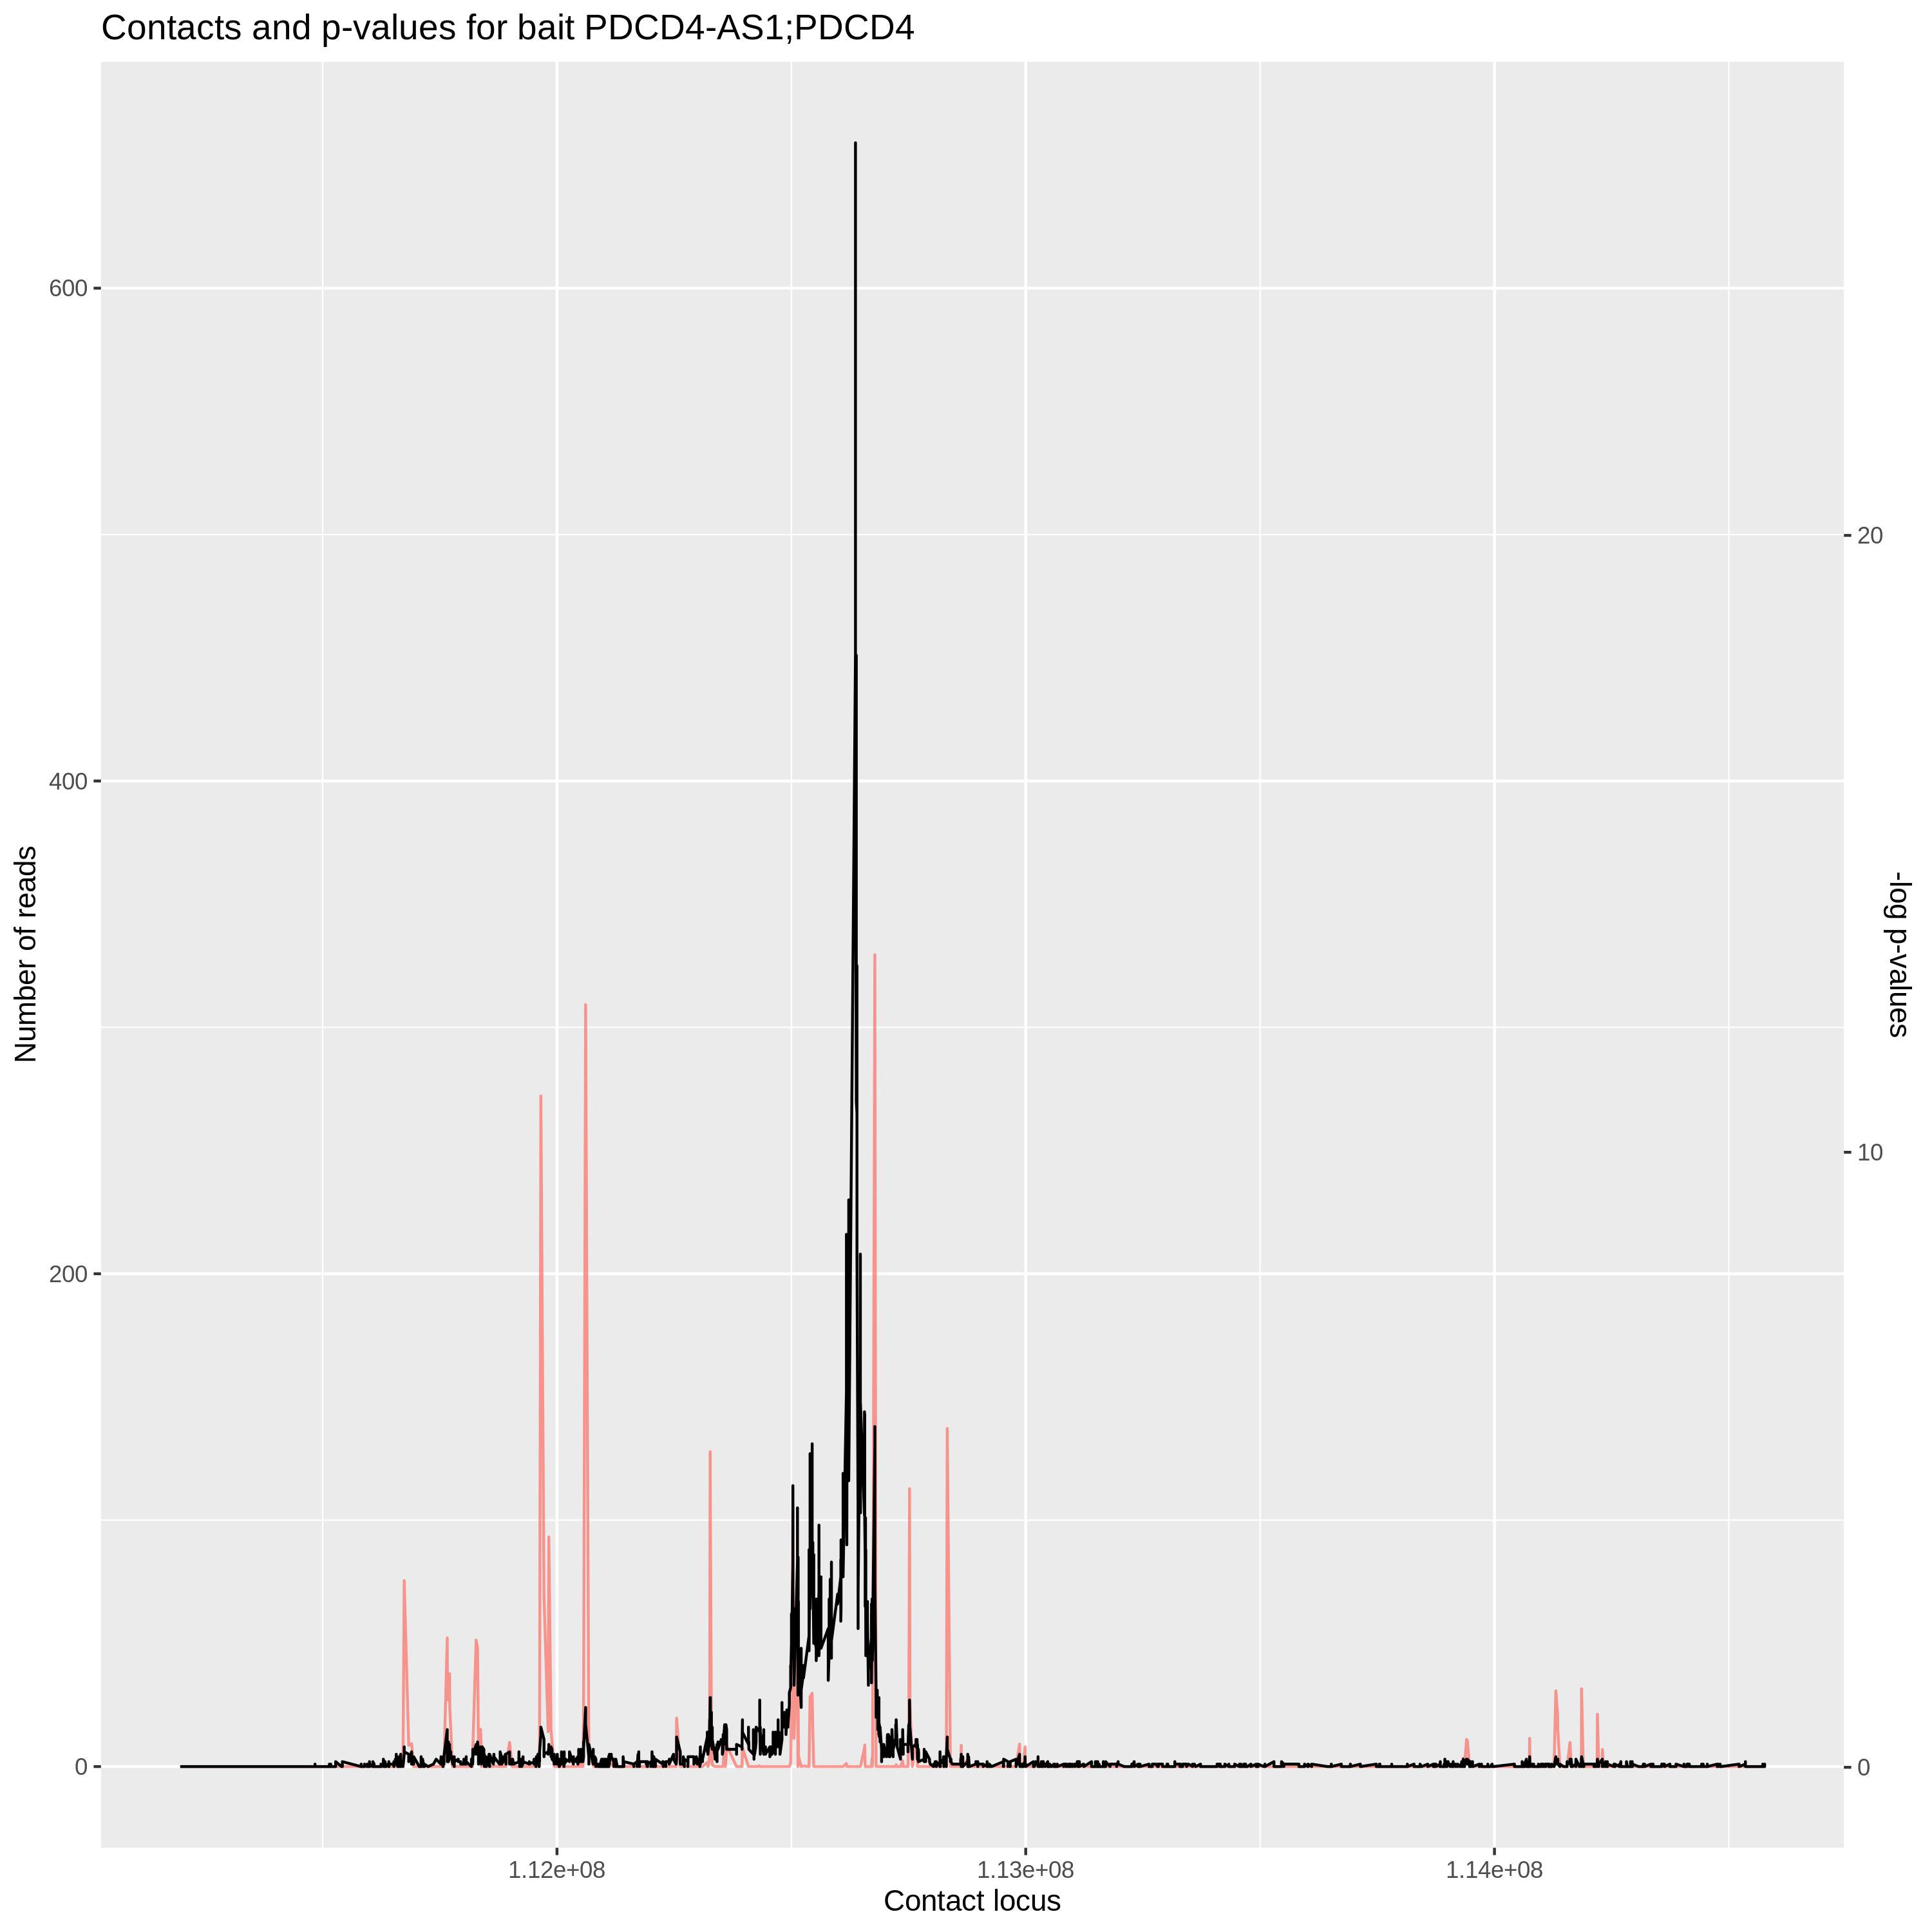 Contacts and p-values for bait PDCD4-AS1;PDCD4
Number of reads
600
400
200
0
20
10
0
-log p-values
1.12e+08
1.13e+08
1.14e+08
Contact locus